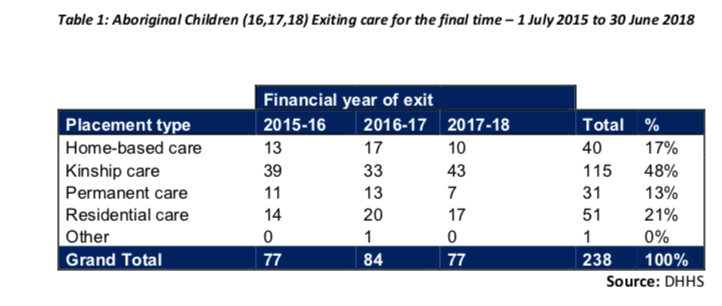 Table 1: Aboriginal Children (16,17,18) Exiting care for the final time – 1 July 2015 to 30 June 2018
Financial year of exit
Placement type 2015-16 2016-17 2017-18 Total %
Home-based care 13 17 10 40 17%
Kinship care 39 33 43 115 48%
Permanent care 11 13 7 31 13%
Residential care 14 20 17 51 21%
Other 0 1 0 1 0%
Grand Total 77 84 77 238 100%
Source: DHHS